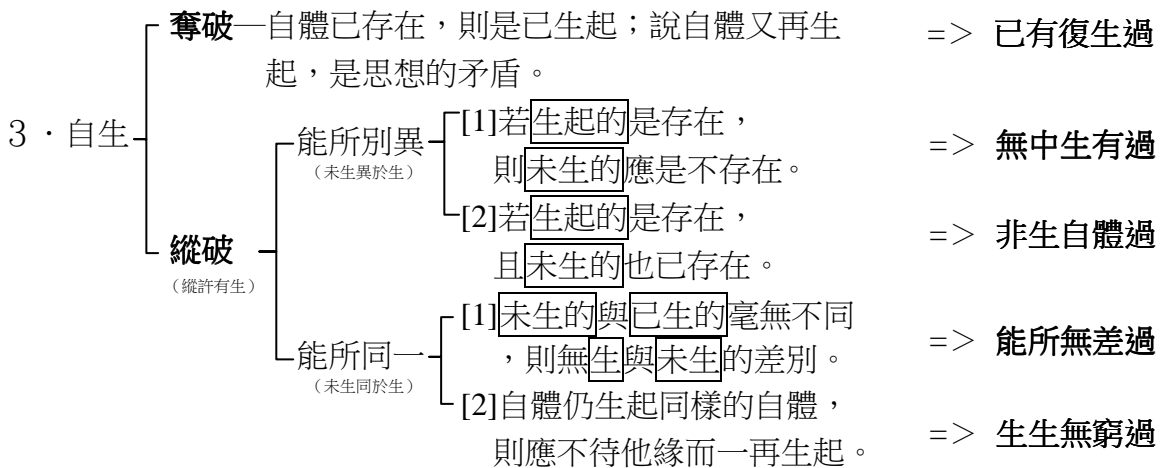 奪破─自體已存在，則是已生起；說自體又再生 => 已有復生過
起，是思想的矛盾。
3．自生
能所別異
（未生異於生）
[1]若生起的是存在， => 無中生有過
則未生的應是不存在。
[2]若生起的是存在， => 非生自體過
且未生的也已存在。
縱破
（縱許有生）
能所同一
（未生同於生）
[1]未生的與已生的毫無不同 => 能所無差過
，則無生與未生的差別。
[2]自體仍生起同樣的自體， => 生生無窮過
則應不待他緣而一再生起。